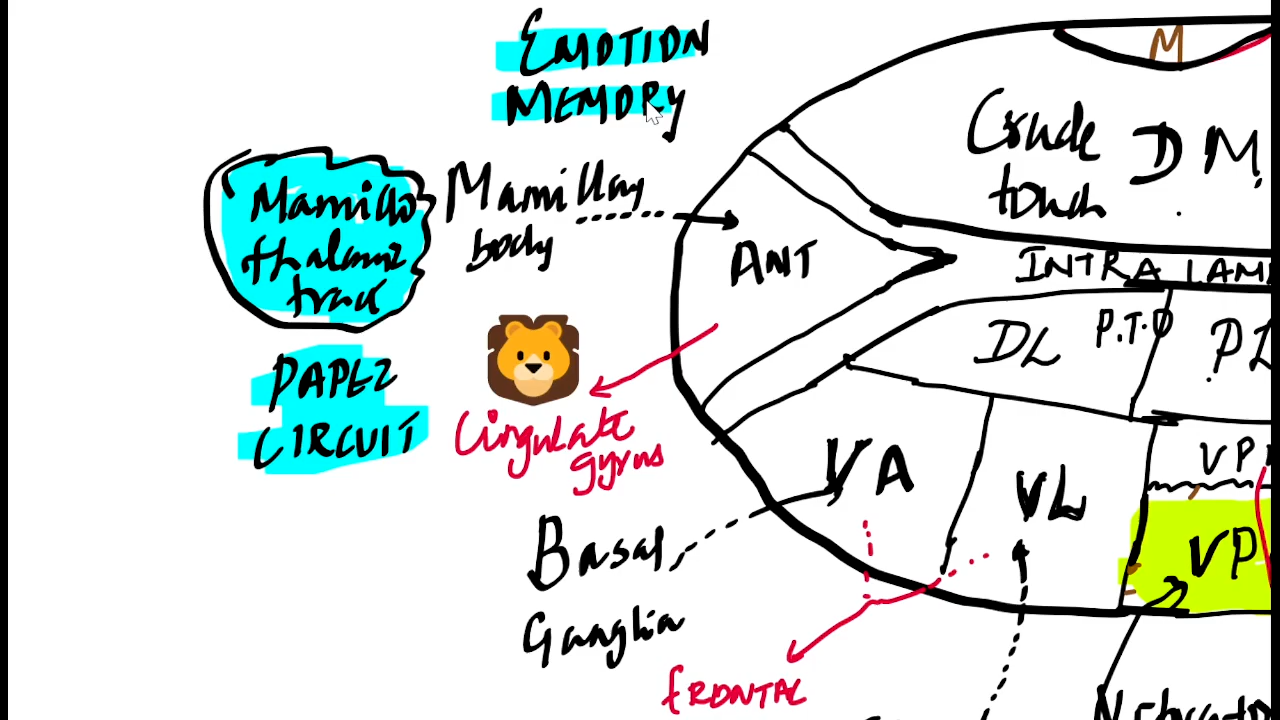 EMOTION
MEMORY
M
Crude
touch
DM
Mamillo
thalamic
tract
Mamillay
body
ANT
INTRA LAM
DL
P.T.O
PAPEZ
CIRCUIT
Cingulate
gyrus
VA
VL
VP
Basal
Ganglia
FRONTAL